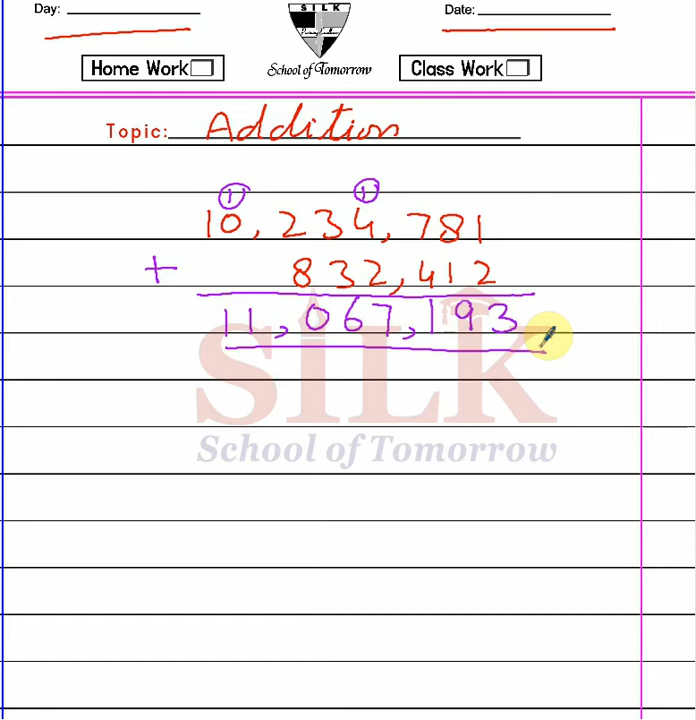 Day: Date:
SILK
School of Tomorrow
Home Work Class Work
Topic: Addition
1 1
10,234,781
+ 832,412
11,067,193
SiLK
School of Tomorrow